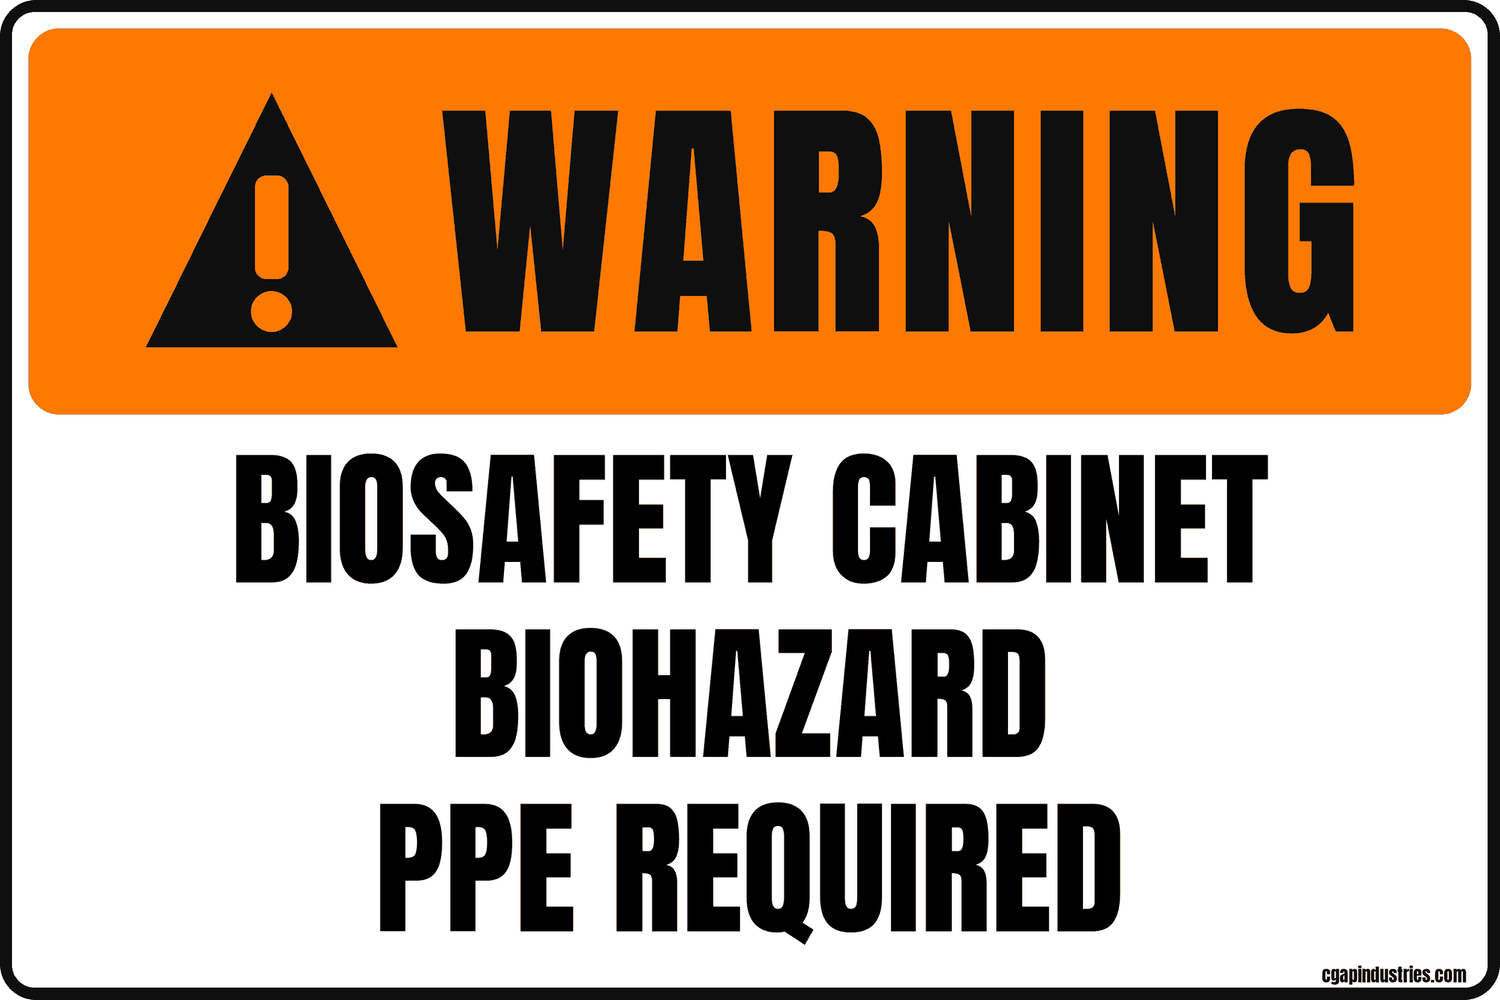 WARNING
BIOSAFETY CABINET
BIOHAZARD
PPE REQUIRED
cgapindustries.com